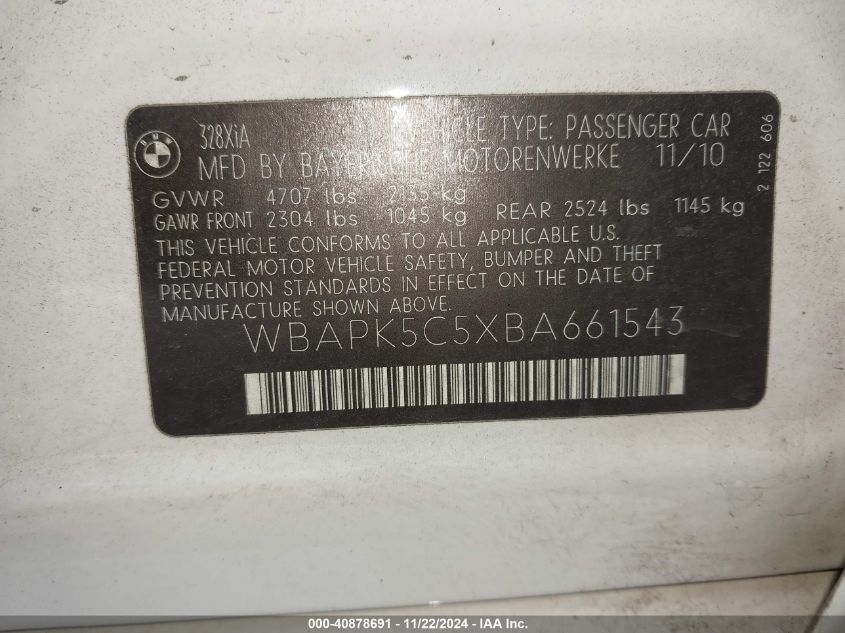 BMW
328XiA
VEHICLE TYPE: PASSENGER CAR
MFD BY BAYERISCHE MOTORENWERKE 11/10
GVWR 4707 lbs 2135 kg
GAWR FRONT 2304 lbs 1045 kg REAR 2524 lbs 1145 kg
THIS VEHICLE CONFORMS TO ALL APPLICABLE U.S.
FEDERAL MOTOR VEHICLE SAFETY, BUMPER AND THEFT
PREVENTION STANDARDS IN EFFECT ON THE DATE OF
MANUFACTURE SHOWN ABOVE.
WBAPK5C5XBA661543
2 122 606
000-40878691 - 11/22/2024 - IAA Inc.